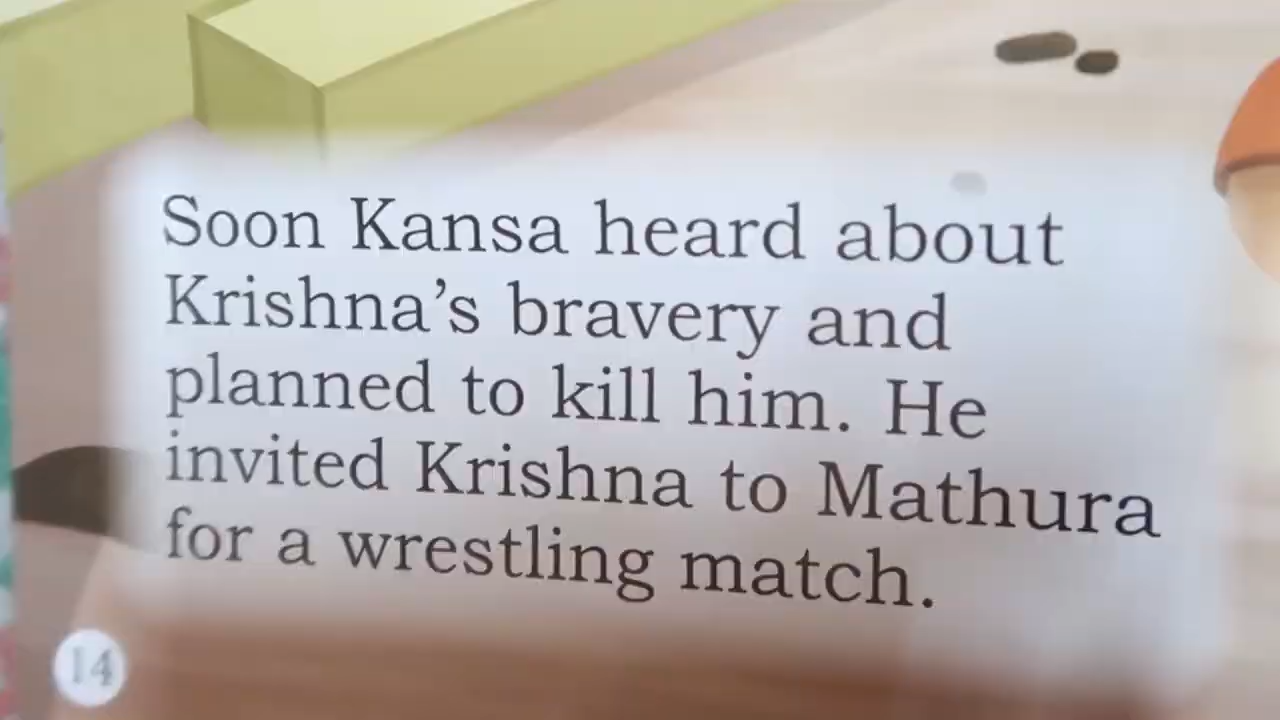 Soon Kansa heard about
Krishna’s bravery and
planned to kill him. He
invited Krishna to Mathura
for a wrestling match.
14